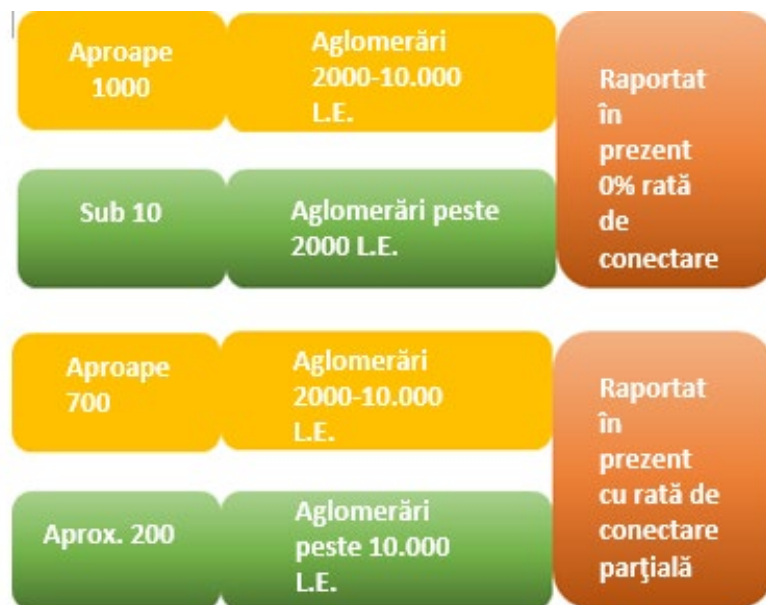 Aproape
1000
Aglomerări
2000-10.000
L.E.
Raportat
în
prezent
0% rată
de
conectare
Sub 10
Aglomerări peste
2000 L.E.
Aproape
700
Aglomerări
2000-10.000
L.E.
Raportat
în
prezent
cu rată de
conectare
parţială
Aprox. 200
Aglomerări
peste 10.000
L.E.